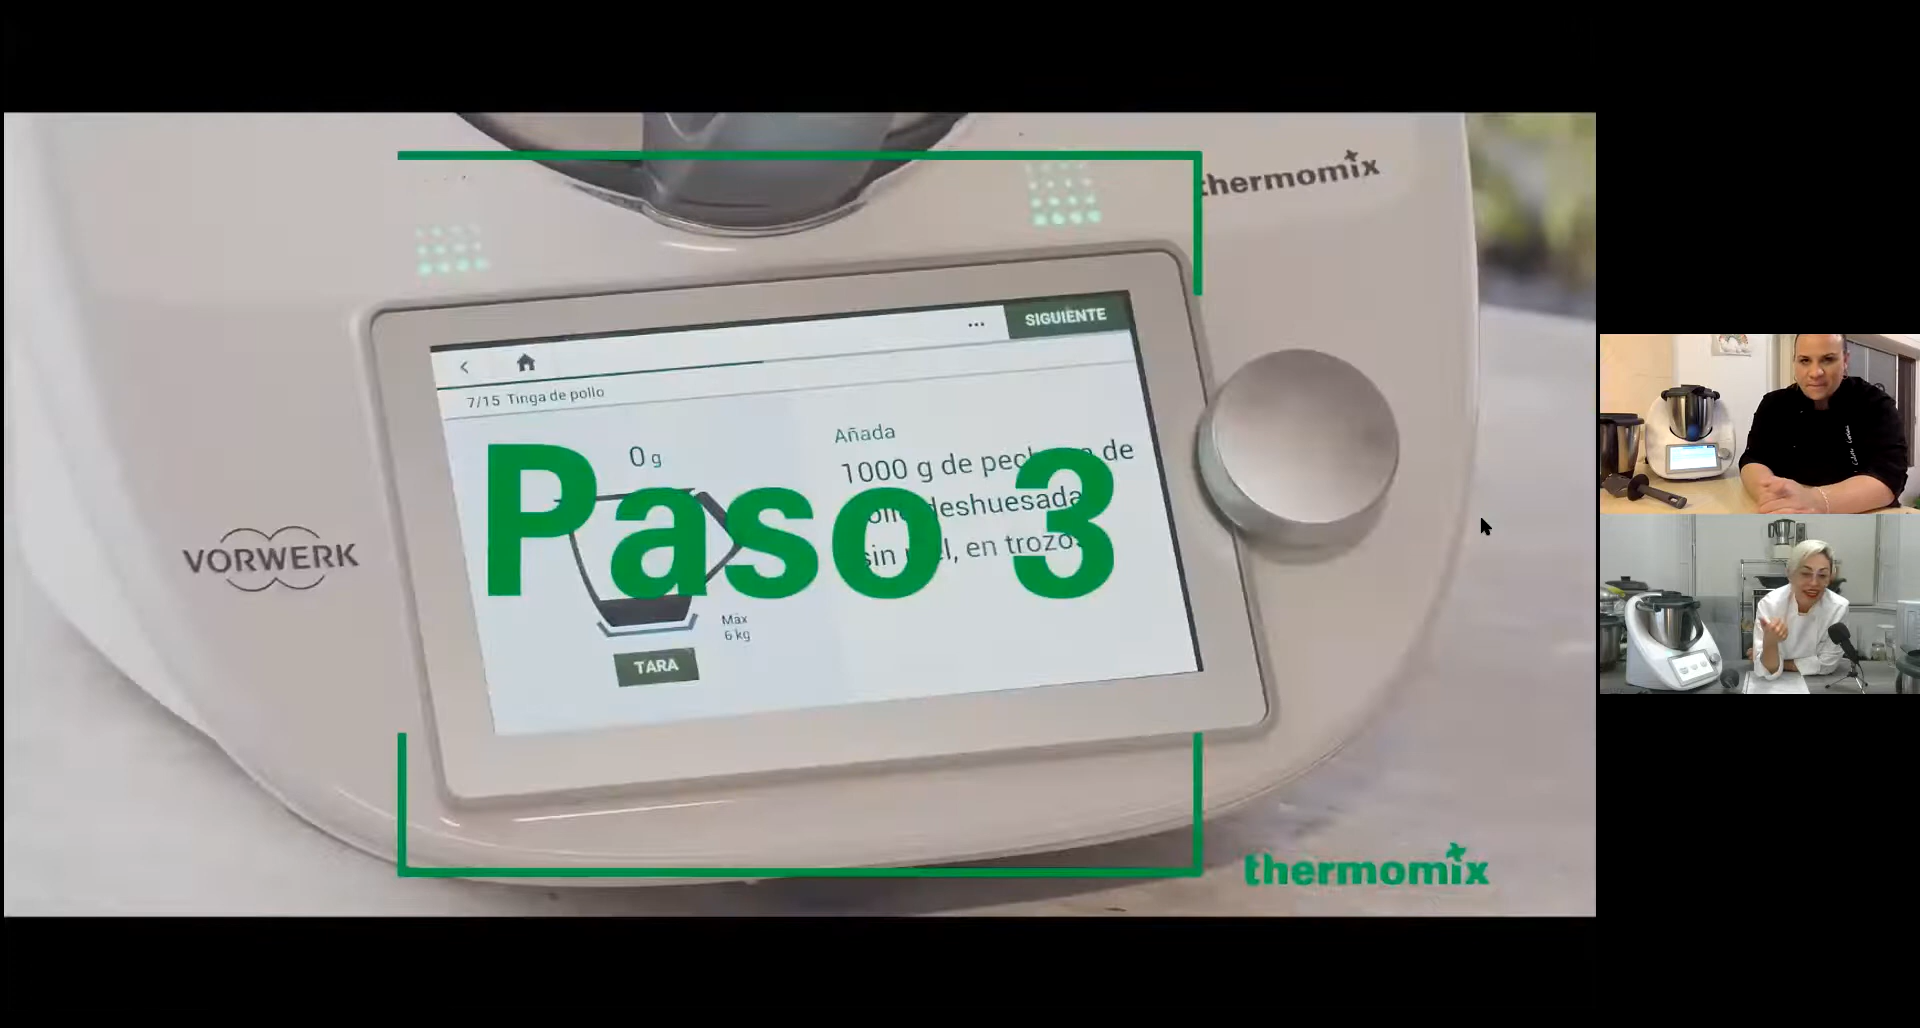 thermomix
SIGUIENTE
7/15 Tinga de pollo
0 g
Añada
1000 g de de
deshuesada
sin en trozos
Paso 3
VORWERK
Máx
6 kg
TARA
thermomix